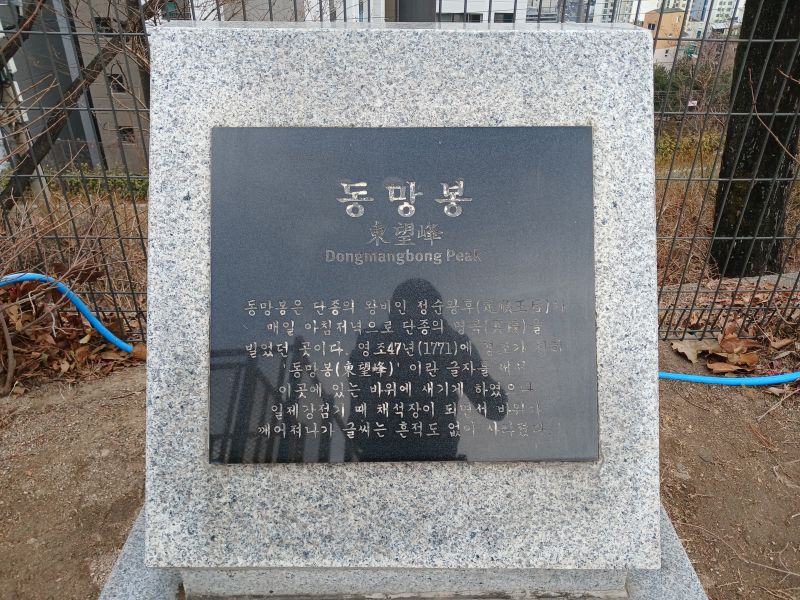 동망봉
東望峰
Dongmangbong Peak
동망봉은 단종의 왕비인 정순왕후(定順王后)가
매일 아침저녁으로 단종의 명복(冥福)을
빌었던 곳이다. 영조47년(1771)에 영조가 친히
'동망봉(東望峰)' 이란 글자를 써서
이곳에 있는 바위에 새기게 하였으나
일제강점기 때 채석장이 되면서 바위가
깨어져나가 글씨는 흔적도 없이 사라졌다.